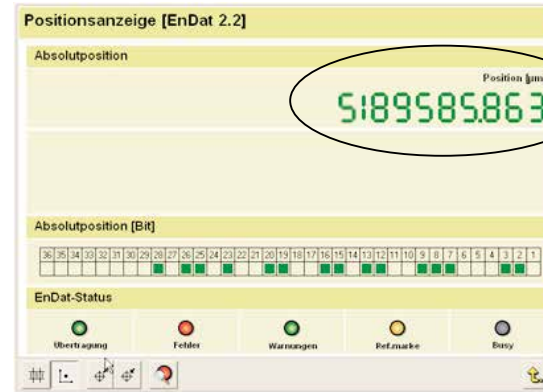 Positionsanzeige [EnDat 2.2]
Absolutposition
Position [µm
5189585.863
Absolutposition [Bit]
36 35 34 33 32 31 30 29 28 27 26 25 24 23 22 21 20 19 18 17 16 15 14 13 12 11 10 9 8 7 6 5 4 3 2 1
EnDat-Status
Übertragung Fehler Warnungen Ref.marke Busy